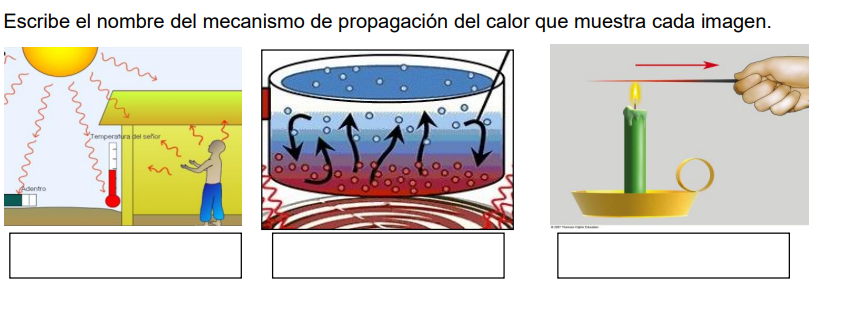 Escribe el nombre del mecanismo de propagación del calor que muestra cada imagen.
Temperatura del señor
Adentro